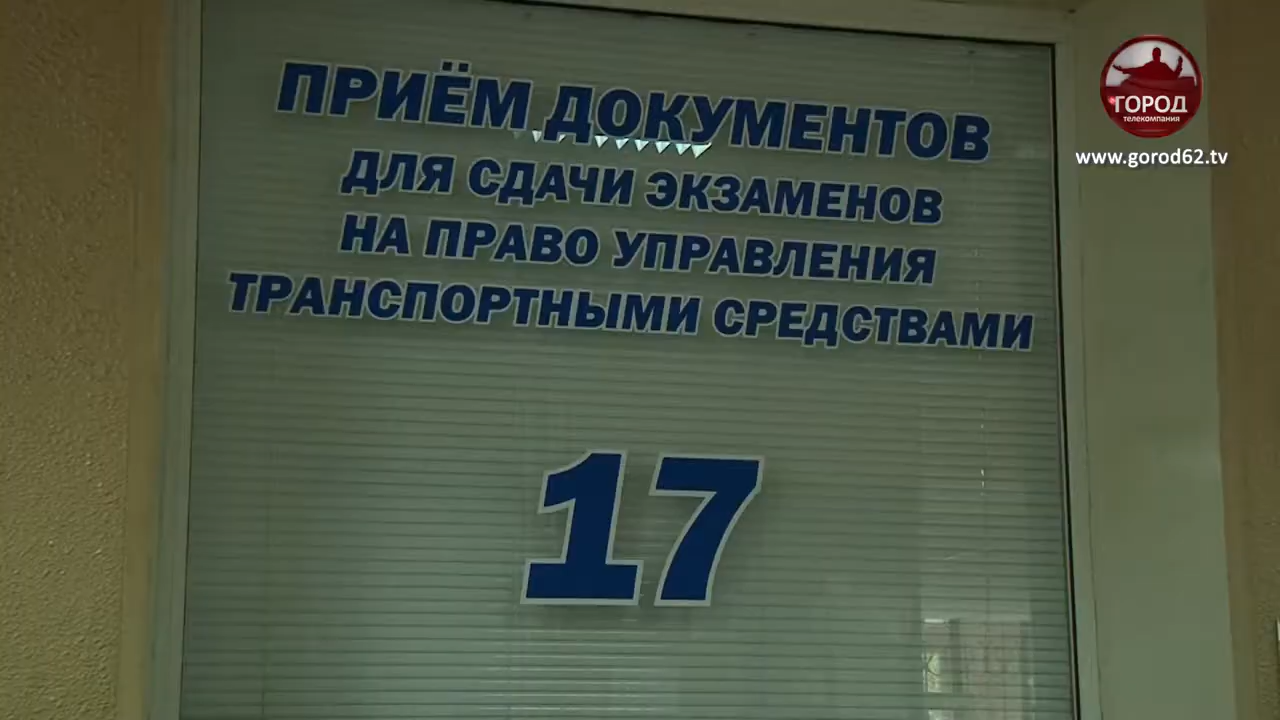 ПРИЁМ ДОКУМЕНТОВ
ДЛЯ СДАЧИ ЭКЗАМЕНОВ
НА ПРАВО УПРАВЛЕНИЯ
ТРАНСПОРТНЫМИ СРЕДСТВАМИ
17
ГОРОД
телекомпания
www.gorod62.tv